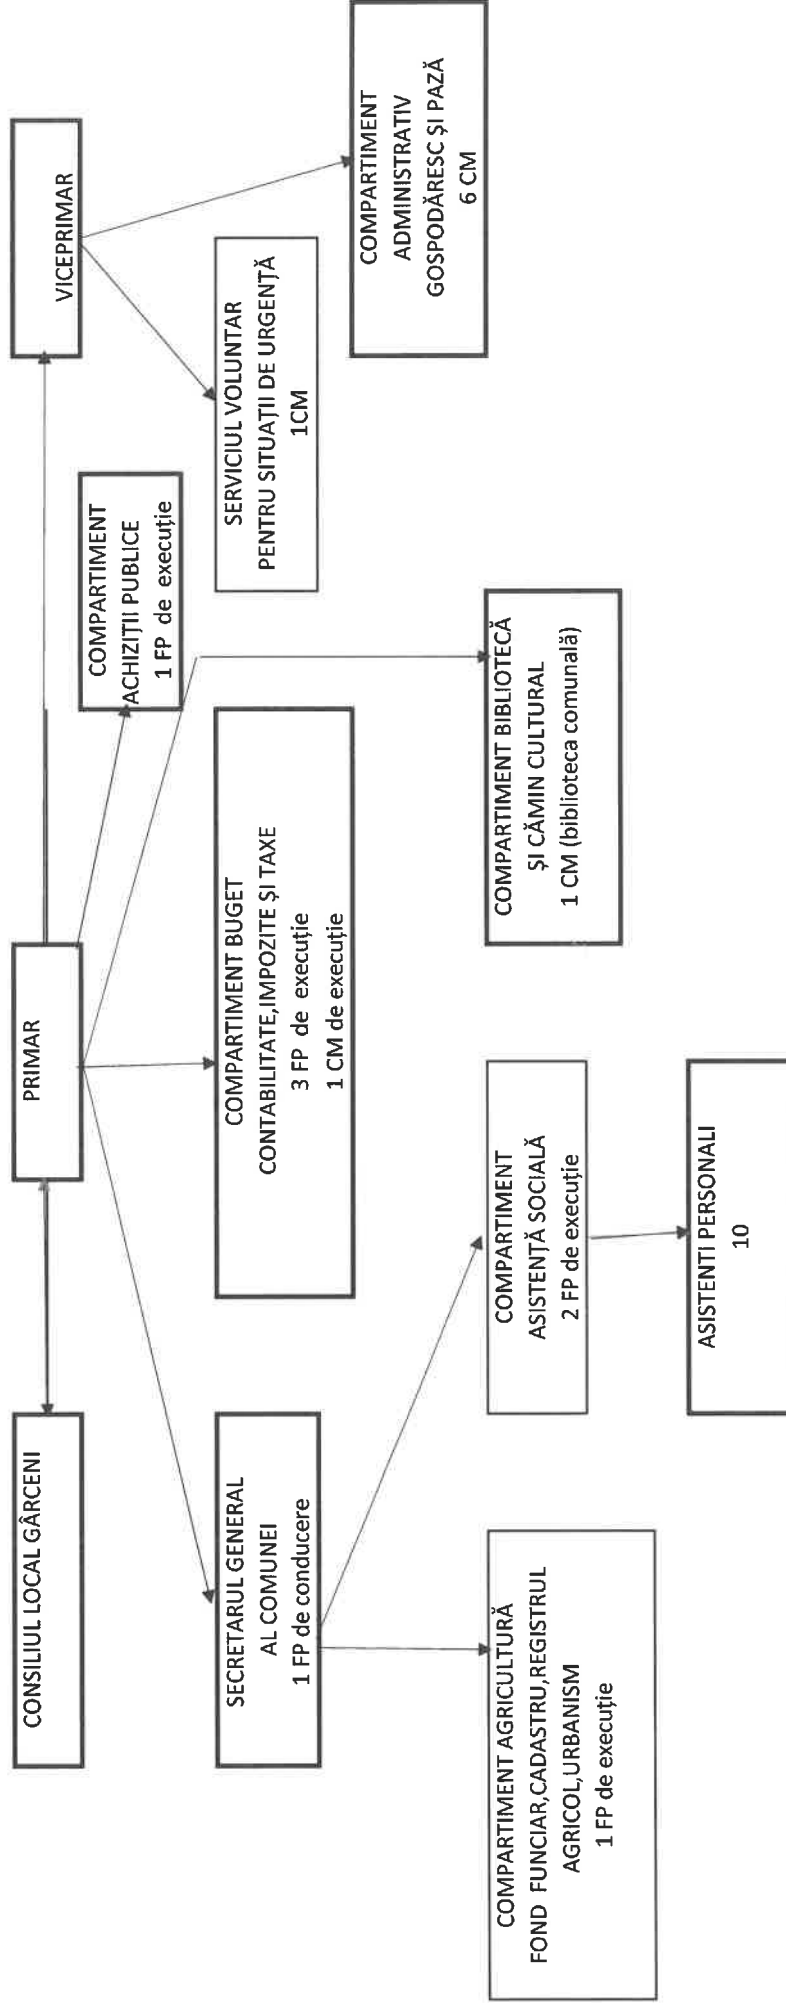 CONSILIUL LOCAL GÂRCENI
PRIMAR
VICEPRIMAR
COMPARTIMENT
ACHIZIȚII PUBLICE
1 FP de execuție
SECRETARUL GENERAL
AL COMUNEI
1 FP de conducere
COMPARTIMENT BUGET
CONTABILITATE,IMPOZITE ȘI TAXE
3 FP de execuție
1 CM de execuție
SERVICIUL VOLUNTAR
PENTRU SITUAȚII DE URGENȚĂ
1CM
COMPARTIMENT
ADMINISTRATIV
GOSPODĂRESC ȘI PAZĂ
6 CM
COMPARTIMENT AGRICULTURĂ
FOND FUNCIAR,CADASTRU,REGISTRUL
AGRICOL,URBANISM
1 FP de execuție
COMPARTIMENT
ASISTENȚĂ SOCIALĂ
2 FP de execuție
COMPARTIMENT BIBLIOTECĂ
ȘI CĂMIN CULTURAL
1 CM (biblioteca comunală)
ASISTENTI PERSONALI
10